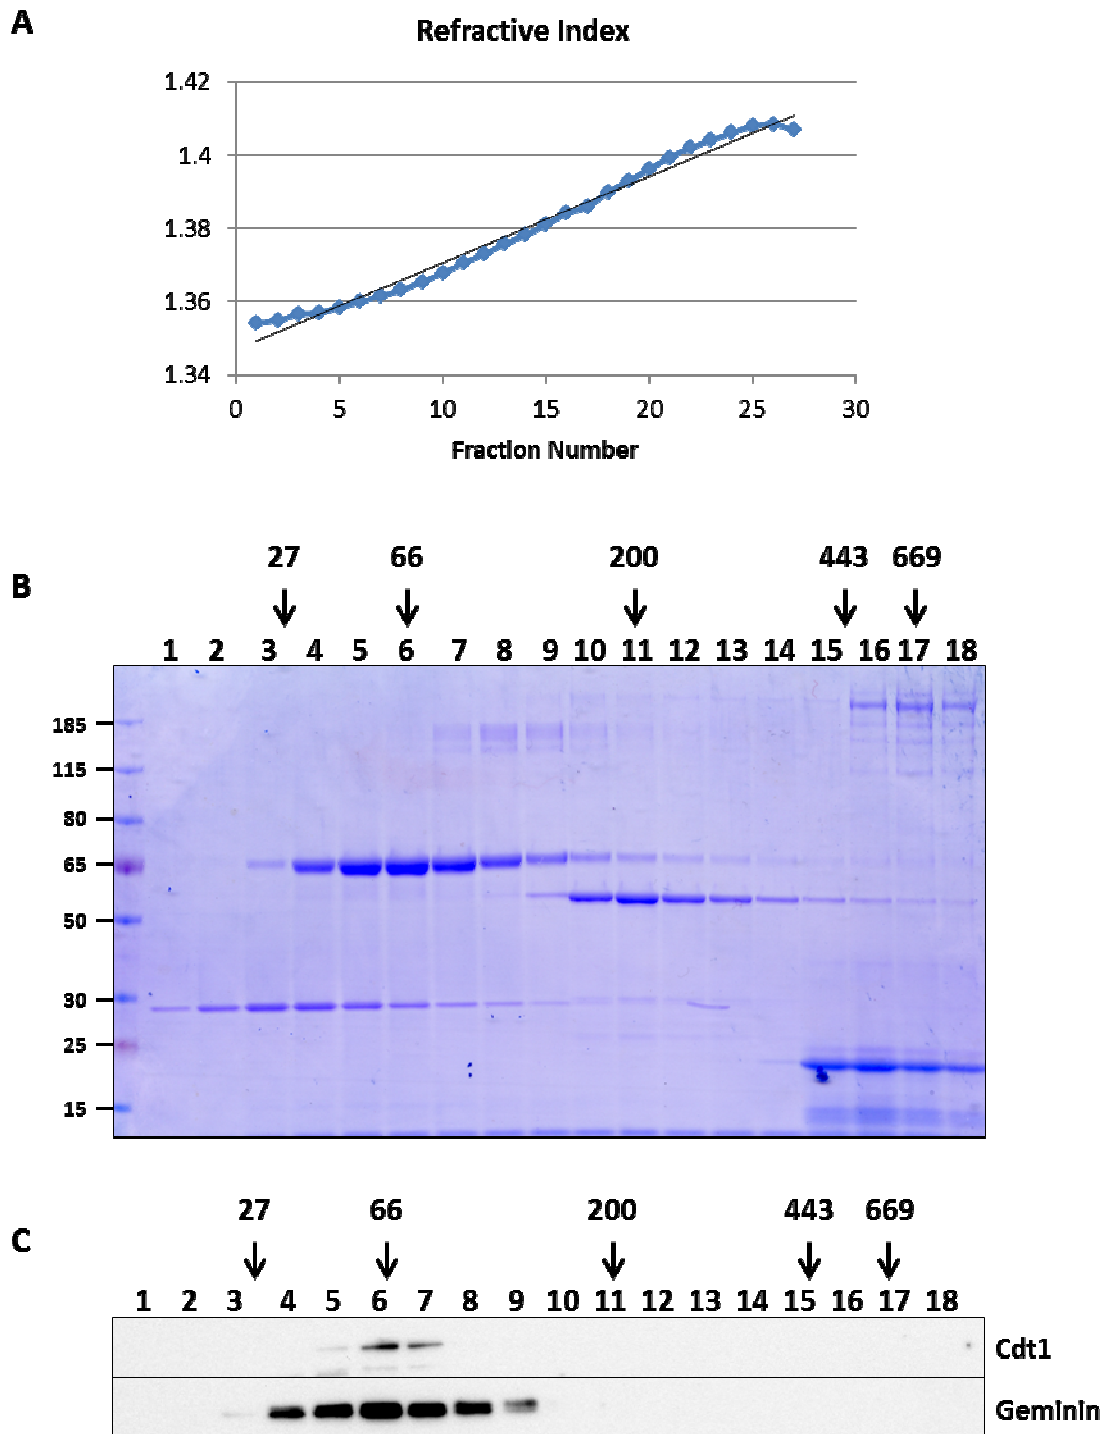 A
Refractive Index
1.42
1.4
1.38
1.36
1.34
0 5 10 15 20 25 30
Fraction Number
B
27 66 200 443 669
1 2 3 4 5 6 7 8 9 10 11 12 13 14 15 16 17 18
185
115
80
65
50
30
25
15
C
27 66 200 443 669
1 2 3 4 5 6 7 8 9 10 11 12 13 14 15 16 17 18
Cdt1
Geminin